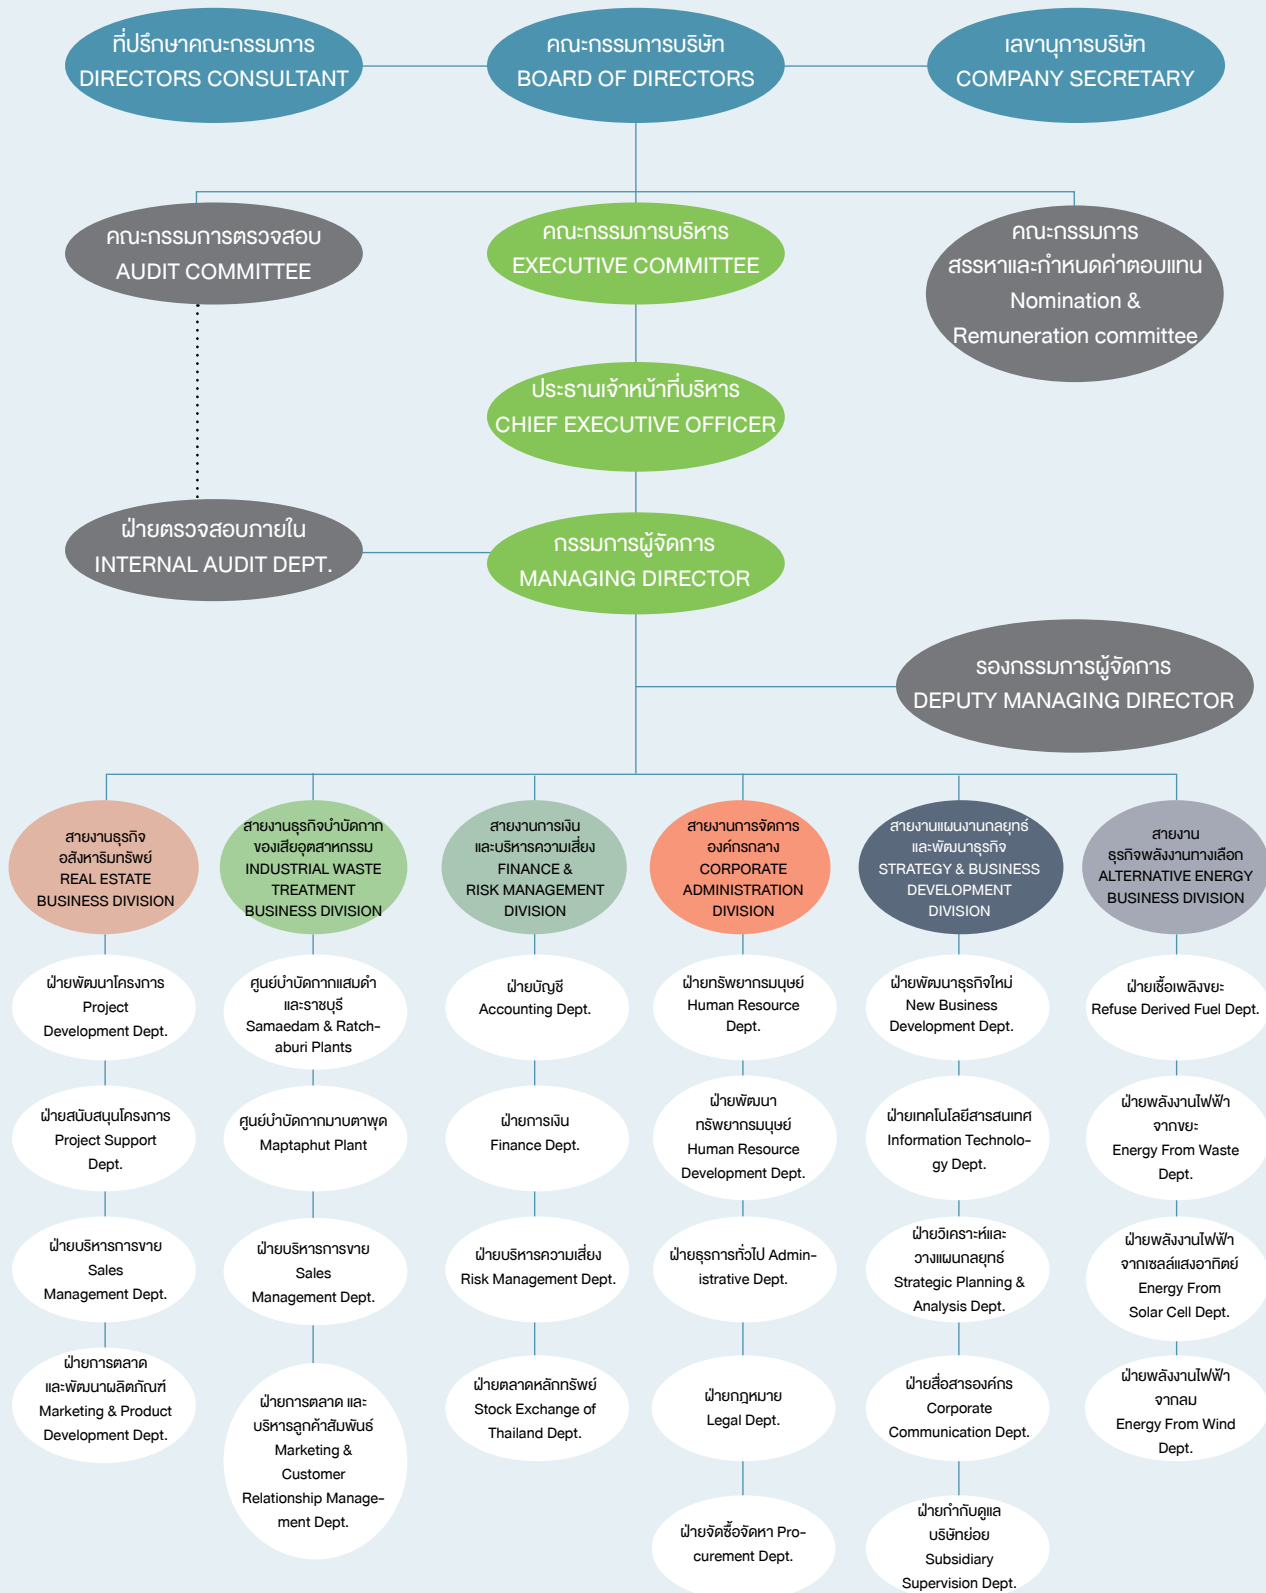 ที่ปรึกษาคณะกรรมการ
DIRECTORS CONSULTANT
คณะกรรมการบริษัท
BOARD OF DIRECTORS
เลขานุการบริษัท
COMPANY SECRETARY
คณะกรรมการตรวจสอบ
AUDIT COMMITTEE
คณะกรรมการบริหาร
EXECUTIVE COMMITTEE
คณะกรรมการ
สรรหาและกำหนดค่าตอบแทน
Nomination &
Remuneration committee
ประธานเจ้าหน้าที่บริหาร
CHIEF EXECUTIVE OFFICER
ฝ่ายตรวจสอบภายใน
INTERNAL AUDIT DEPT.
กรรมการผู้จัดการ
MANAGING DIRECTOR
รองกรรมการผู้จัดการ
DEPUTY MANAGING DIRECTOR
สายงานธุรกิจ
อสังหาริมทรัพย์
REAL ESTATE
BUSINESS DIVISION
สายงานธุรกิจบำบัดกาก
ของเสียอุตสาหกรรม
INDUSTRIAL WASTE
TREATMENT
BUSINESS DIVISION
สายงานการเงิน
และบริหารความเสี่ยง
FINANCE &
RISK MANAGEMENT
DIVISION
สายงานการจัดการ
องค์กรกลาง
CORPORATE
ADMINISTRATION
DIVISION
สายงานแผนงานกลยุทธ์
และพัฒนาธุรกิจ
STRATEGY & BUSINESS
DEVELOPMENT
DIVISION
สายงาน
ธุรกิจพลังงานทางเลือก
ALTERNATIVE ENERGY
BUSINESS DIVISION
ฝ่ายพัฒนาโครงการ
Project
Development Dept.
ศูนย์บำบัดกากแสมดำ
และราชบุรี
Samaedam & Ratch-
aburi Plants
ฝ่ายบัญชี
Accounting Dept.
ฝ่ายทรัพยากรมนุษย์
Human Resource
Dept.
ฝ่ายพัฒนาธุรกิจใหม่
New Business
Development Dept.
ฝ่ายเชื้อเพลิงขยะ
Refuse Derived Fuel Dept.
ฝ่ายสนับสนุนโครงการ
Project Support
Dept.
ศูนย์บำบัดกากมาบตาพุด
Maptaphut Plant
ฝ่ายการเงิน
Finance Dept.
ฝ่ายพัฒนา
ทรัพยากรมนุษย์
Human Resource
Development Dept.
ฝ่ายเทคโนโลยีสารสนเทศ
Information Technolo-
gy Dept.
ฝ่ายพลังงานไฟฟ้า
จากขยะ
Energy From Waste
Dept.
ฝ่ายบริหารการขาย
Sales
Management Dept.
ฝ่ายบริหารการขาย
Sales
Management Dept.
ฝ่ายบริหารความเสี่ยง
Risk Management Dept.
ฝ่ายธุรการทั่วไป Admin-
istrative Dept.
ฝ่ายวิเคราะห์และ
วางแผนกลยุทธ์
Strategic Planning &
Analysis Dept.
ฝ่ายพลังงานไฟฟ้า
จากเซลล์แสงอาทิตย์
Energy From
Solar Cell Dept.
ฝ่ายการตลาด
และพัฒนาผลิตภัณฑ์
Marketing & Product
Development Dept.
ฝ่ายการตลาด และ
บริหารลูกค้าสัมพันธ์
Marketing &
Customer
Relationship Manage-
ment Dept.
ฝ่ายตลาดหลักทรัพย์
Stock Exchange of
Thailand Dept.
ฝ่ายกฎหมาย
Legal Dept.
ฝ่ายสื่อสารองค์กร
Corporate
Communication Dept.
ฝ่ายพลังงานไฟฟ้า
จากลม
Energy From Wind
Dept.
ฝ่ายจัดซื้อจัดหา Pro-
curement Dept.
ฝ่ายกำกับดูแล
บริษัทย่อย
Subsidiary
Supervision Dept.